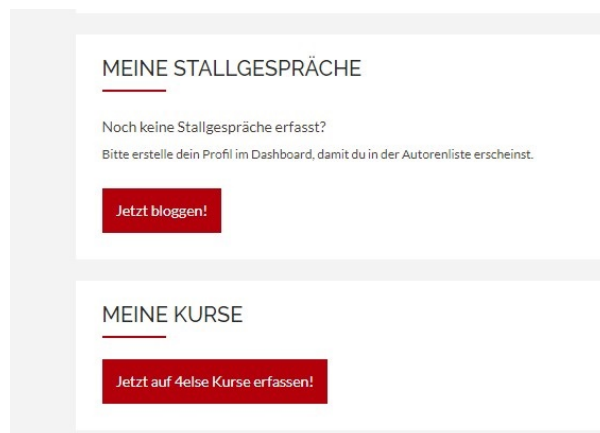 MEINE STALLGESPRÄCHE
Noch keine Stallgespräche erfasst?
Bitte erstelle dein Profil im Dashboard, damit du in der Autorenliste erscheinst.
Jetzt bloggen!
MEINE KURSE
Jetzt auf 4else Kurse erfassen!